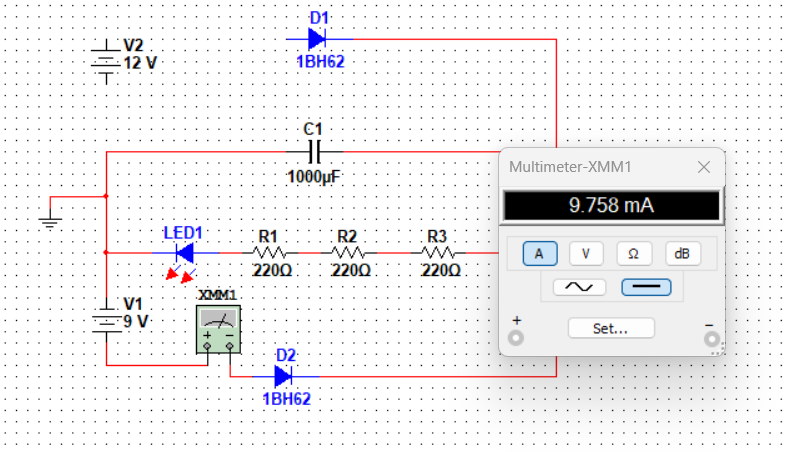 D1
1BH62
V2
12 V
C1
1000µF
Multimeter-XMM1
9.758 mA
A
V
Ω
dB
Set...
+
−
LED1
R1
R2
R3
220Ω
220Ω
220Ω
V1
9 V
XMM1
+ −
D2
1BH62